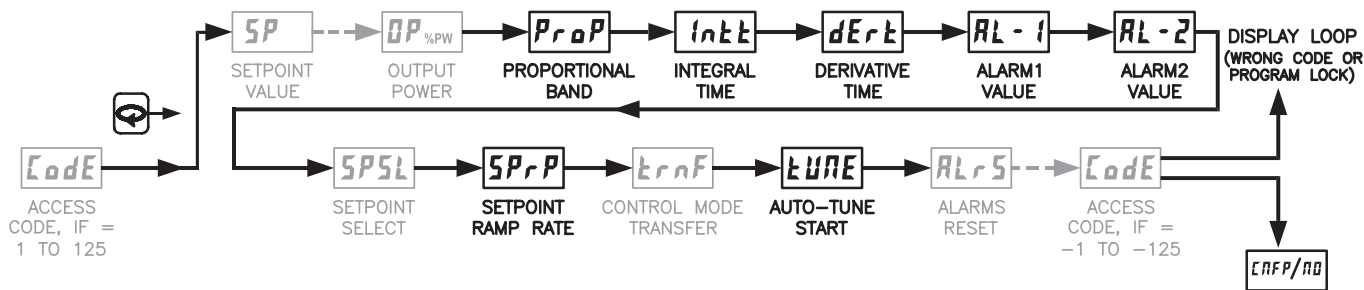 SP
OP %PW
ProP
Intt
dErt
AL-1
AL-2
DISPLAY LOOP
(WRONG CODE OR
PROGRAM LOCK)
SETPOINT
VALUE
OUTPUT
POWER
PROPORTIONAL
BAND
INTEGRAL
TIME
DERIVATIVE
TIME
ALARM1
VALUE
ALARM2
VALUE
CodE
SPSL
SPrP
trnF
tUNE
ALrS
CodE
ACCESS
CODE, IF =
1 TO 125
SETPOINT
SELECT
SETPOINT
RAMP RATE
CONTROL MODE
TRANSFER
AUTO-TUNE
START
ALARMS
RESET
ACCESS
CODE, IF =
-1 TO -125
CNFP/NO